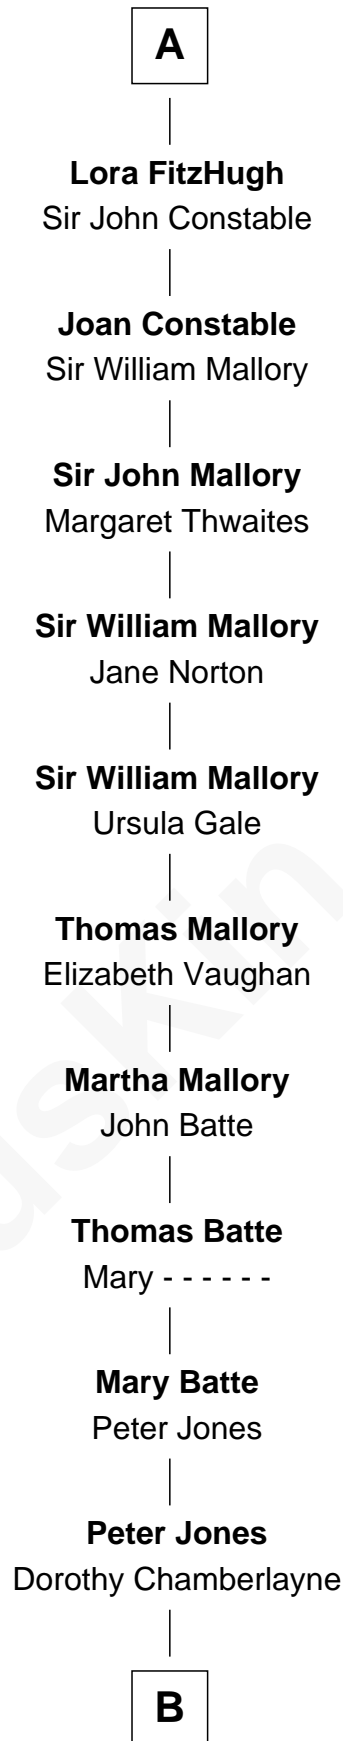 A
Lora FitzHugh
Sir John Constable
Joan Constable
Sir William Mallory
Sir John Mallory
Margaret Thwaites
Sir William Mallory
Jane Norton
Sir William Mallory
Ursula Gale
Thomas Mallory
Elizabeth Vaughan
Martha Mallory
John Batte
Thomas Batte
Mary - - - - - -
Mary Batte
Peter Jones
Peter Jones
Dorothy Chamberlayne
B